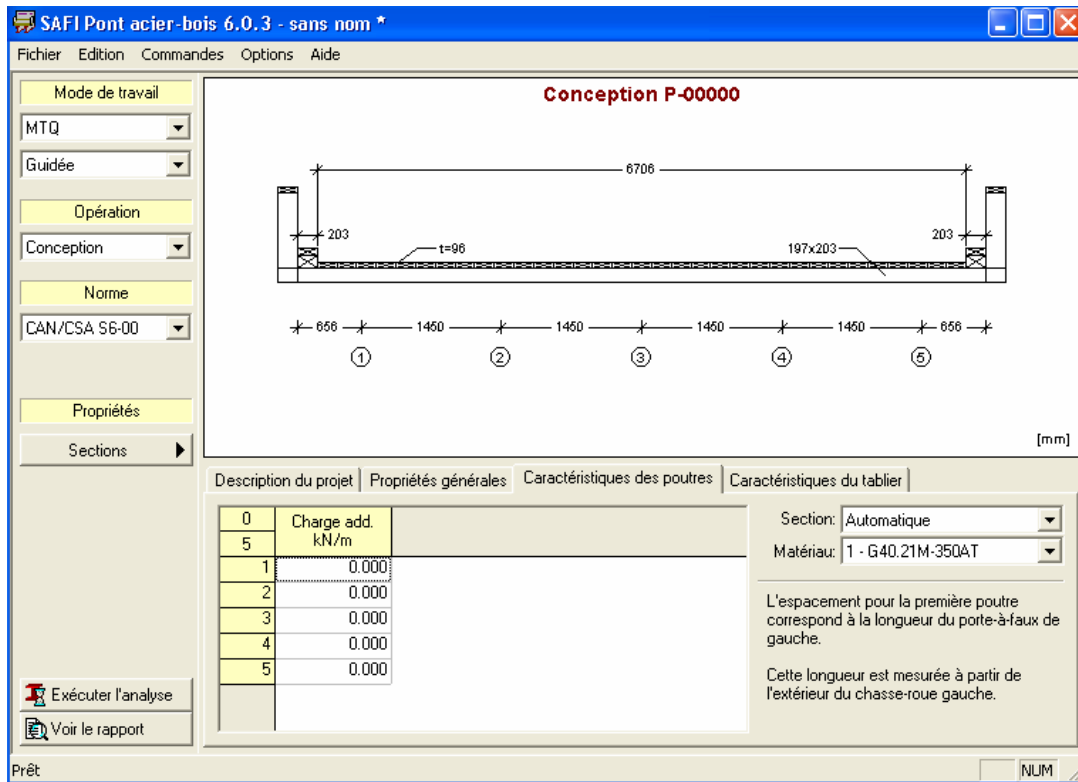 SAFI Pont acier-bois 6.0.3 - sans nom *
Fichier Edition Commandes Options Aide
Mode de travail
MTQ
Guidée
Opération
Conception
Norme
CAN/CSA S6-00
Propriétés
Sections
Exécuter l'analyse
Voir le rapport
Conception P-00000
6706
203 t=96 197x203 203
656 1450 1450 1450 1450 656
1 2 3 4 5
[mm]
Description du projet Propriétés générales Caractéristiques des poutres Caractéristiques du tablier
0
5
Charge add.
kN/m
1 0.000
2 0.000
3 0.000
4 0.000
5 0.000
Section: Automatique
Matériau: 1 - G40.21M-350AT
L'espacement pour la première poutre
correspond à la longueur du porte-à-faux de
gauche.
Cette longueur est mesurée à partir de
l'extérieur du chasse-roue gauche.
Prêt NUM